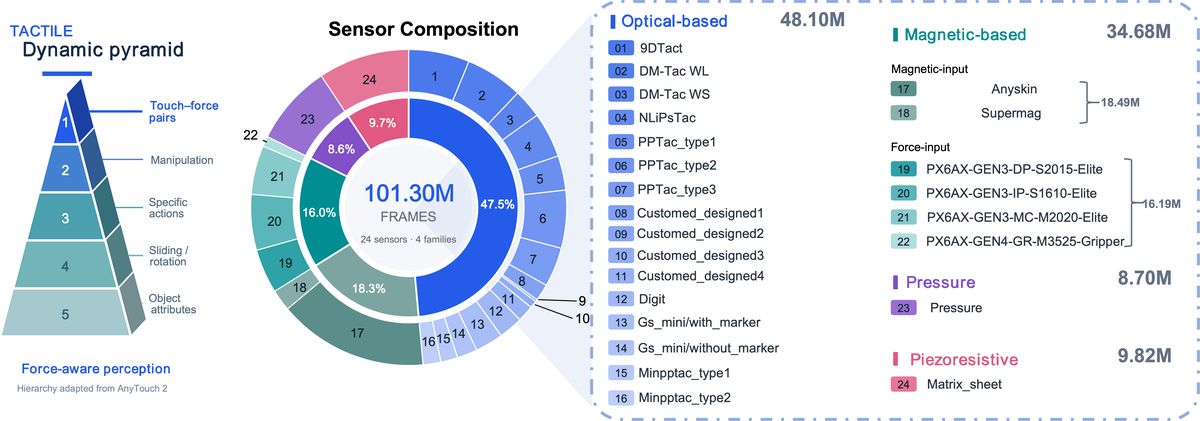 TACTILE
Dynamic pyramid
1
2
3
4
5
Touch–force
pairs
Manipulation
Specific
actions
Sliding /
rotation
Object
attributes
Force-aware perception
Hierarchy adapted from AnyTouch 2
Sensor Composition
1
2
3
4
5
6
7
8
9
10
11
12
13
14
15
16
17
18
19
20
21
22
23
24
47.5%
18.3%
16.0%
8.6%
9.7%
101.30M
FRAMES
24 sensors · 4 families
Optical-based 48.10M
01 9DTact
02 DM-Tac WL
03 DM-Tac WS
04 NLiPsTac
05 PPTac_type1
06 PPTac_type2
07 PPTac_type3
08 Customed_designed1
09 Customed_designed2
10 Customed_designed3
11 Customed_designed4
12 Digit
13 Gs_mini/with_marker
14 Gs_mini/without_marker
15 Minpptac_type1
16 Minpptac_type2
Magnetic-based 34.68M
Magnetic-input
17 Anyskin
18 Supermag
18.49M
Force-input
19 PX6AX-GEN3-DP-S2015-Elite
20 PX6AX-GEN3-IP-S1610-Elite
21 PX6AX-GEN3-MC-M2020-Elite
22 PX6AX-GEN4-GR-M3525-Gripper
16.19M
Pressure 8.70M
23 Pressure
Piezoresistive 9.82M
24 Matrix_sheet